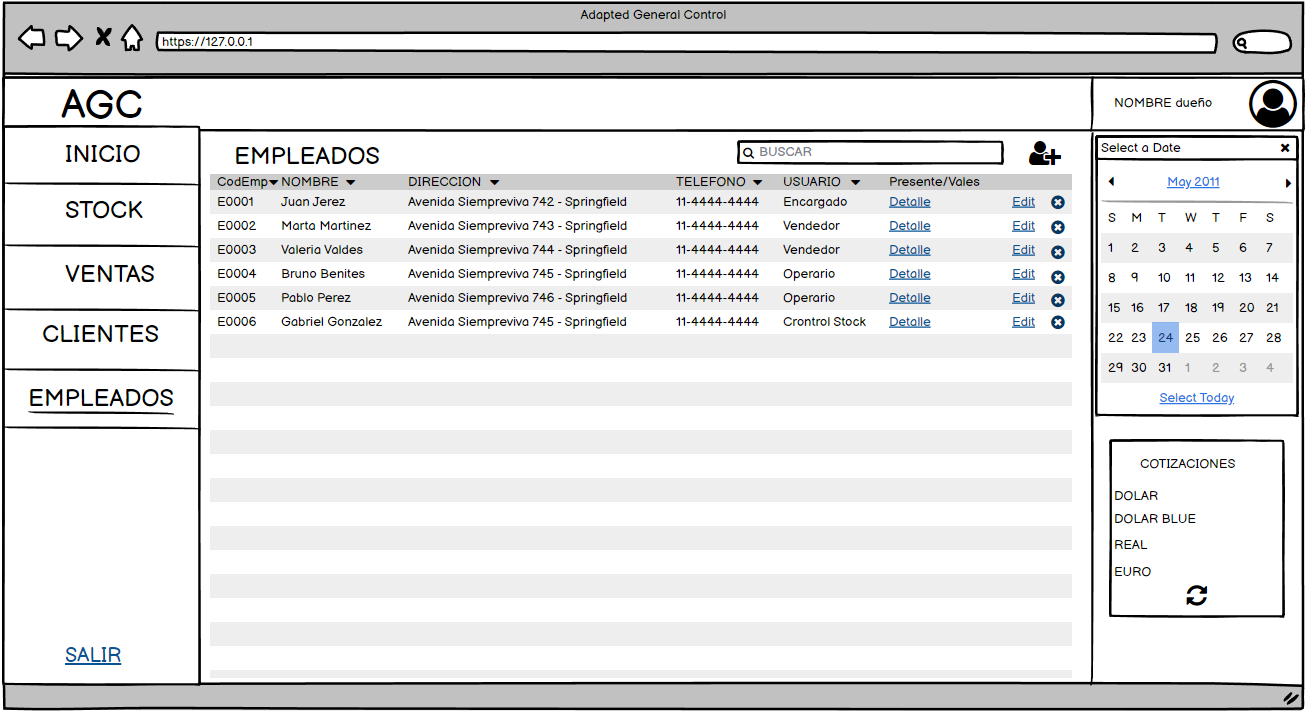 Adapted General Control
https://127.0.0.1
AGC
NOMBRE dueño
INICIO
STOCK
VENTAS
CLIENTES
EMPLEADOS
SALIR
EMPLEADOS
BUSCAR
CodEmp NOMBRE DIRECCION TELEFONO USUARIO Presente/Vales
E0001 Juan Jerez Avenida Siempreviva 742 - Springfield 11-4444-4444 Encargado Detalle Edit
E0002 Marta Martinez Avenida Siempreviva 743 - Springfield 11-4444-4444 Vendedor Detalle Edit
E0003 Valeria Valdes Avenida Siempreviva 744 - Springfield 11-4444-4444 Vendedor Detalle Edit
E0004 Bruno Benites Avenida Siempreviva 745 - Springfield 11-4444-4444 Operario Detalle Edit
E0005 Pablo Perez Avenida Siempreviva 746 - Springfield 11-4444-4444 Operario Detalle Edit
E0006 Gabriel Gonzalez Avenida Siempreviva 745 - Springfield 11-4444-4444 Crontrol Stock Detalle Edit
Select a Date
May 2011
S M T W T F S
1 2 3 4 5 6 7
8 9 10 11 12 13 14
15 16 17 18 19 20 21
22 23 24 25 26 27 28
29 30 31 1 2 3 4
Select Today
COTIZACIONES
DOLAR
DOLAR BLUE
REAL
EURO